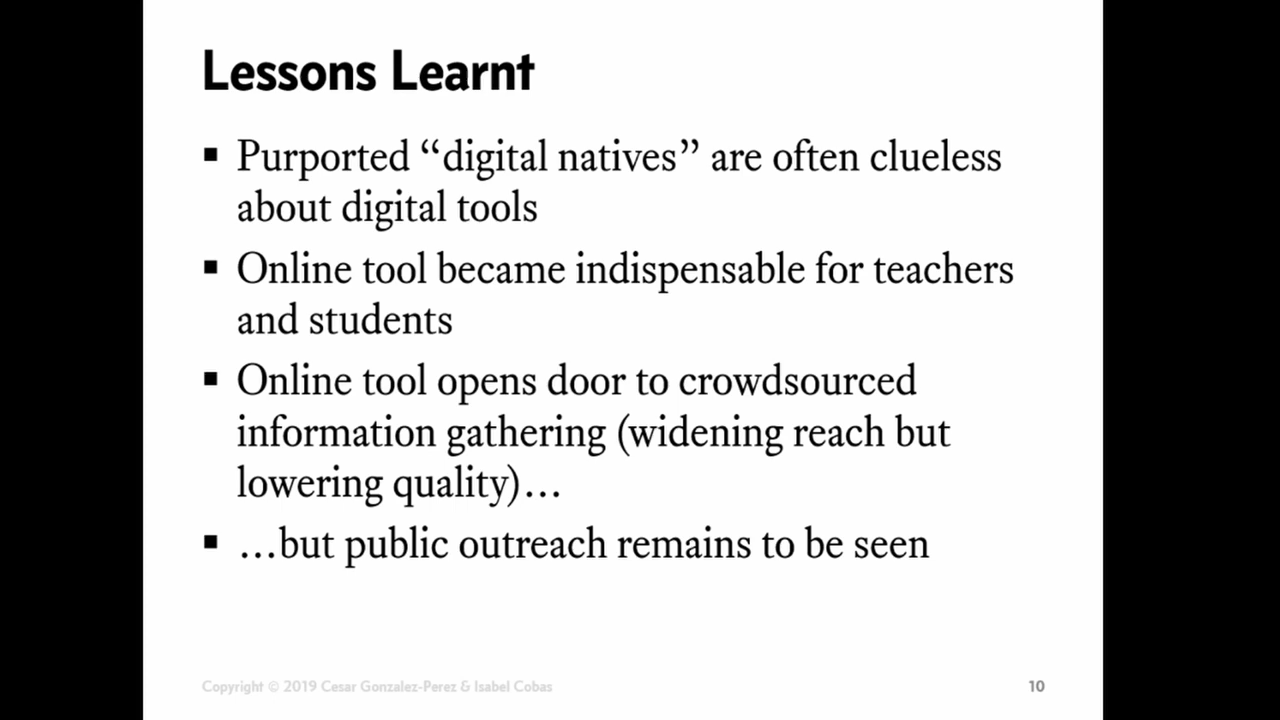 Lessons Learnt
▪ Purported “digital natives” are often clueless
about digital tools
▪ Online tool became indispensable for teachers
and students
▪ Online tool opens door to crowdsourced
information gathering (widening reach but
lowering quality)…
▪ …but public outreach remains to be seen
Copyright © 2019 Cesar Gonzalez-Perez & Isabel Cobas
10